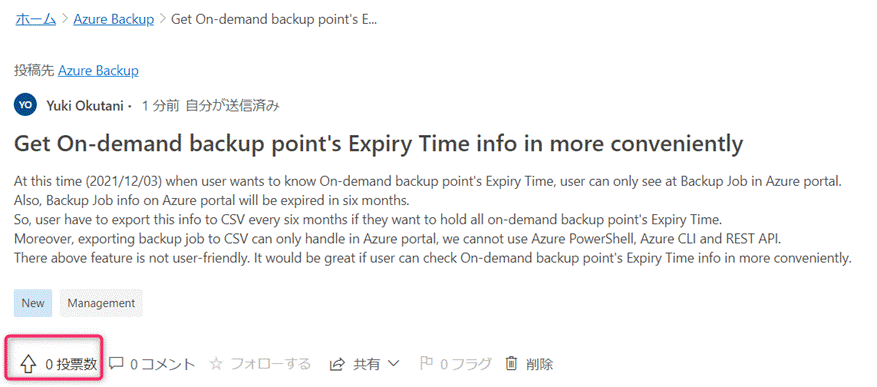 ホーム > Azure Backup > Get On-demand backup point's E...
投稿先 Azure Backup
YO Yuki Okutani・ 1 分前 自分が送信済み
Get On-demand backup point's Expiry Time info in more conveniently
At this time (2021/12/03) when user wants to know On-demand backup point's Expiry Time, user can only see at Backup Job in Azure portal.
Also, Backup Job info on Azure portal will be expired in six months.
So, user have to export this info to CSV every six months if they want to hold all on-demand backup point's Expiry Time.
Moreover, exporting backup job to CSV can only handle in Azure portal, we cannot use Azure PowerShell, Azure CLI and REST API.
There above feature is not user-friendly. It would be great if user can check On-demand backup point's Expiry Time info in more conveniently.
New Management
0 投票数 0 コメント フォローする 共有 0 フラグ 削除